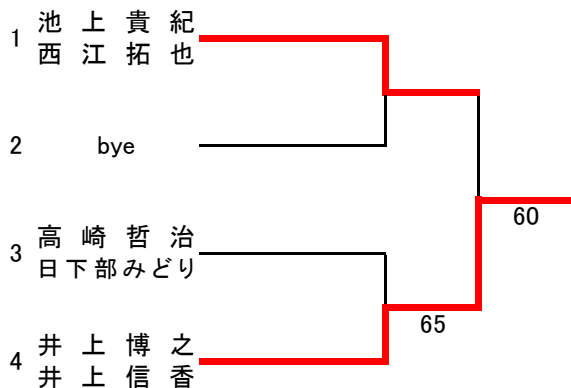 1 池上貴紀
西江拓也
2 bye
3 高崎哲治
日下部みどり
4 井上博之
井上信香
65
60